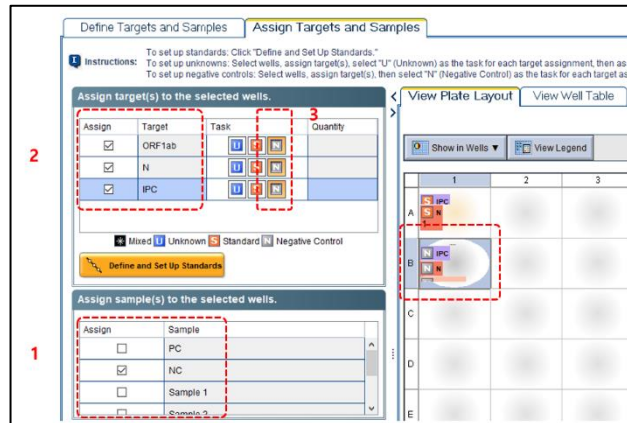 Define Targets and Samples
Assign Targets and Samples
Instructions:
To set up standards: Click "Define and Set Up Standards."
To set up unknowns: Select wells, assign target(s), select "U" (Unknown) as the task for each target assignment, then as
To set up negative controls: Select wells, assign target(s), then select "N" (Negative Control) as the task for each target as
Assign target(s) to the selected wells.
3
Assign Target Task Quantity
2
ORF1ab U S N
N U S N
IPC U S N
Mixed U Unknown S Standard N Negative Control
Define and Set Up Standards
Assign sample(s) to the selected wells.
Assign Sample
1
PC
NC
Sample 1
Sample 2
View Plate Layout
View Well Table
Show in Wells ▼
View Legend
1 2 3
A
S IPC
S N
B
N IPC
N N
C
D
E